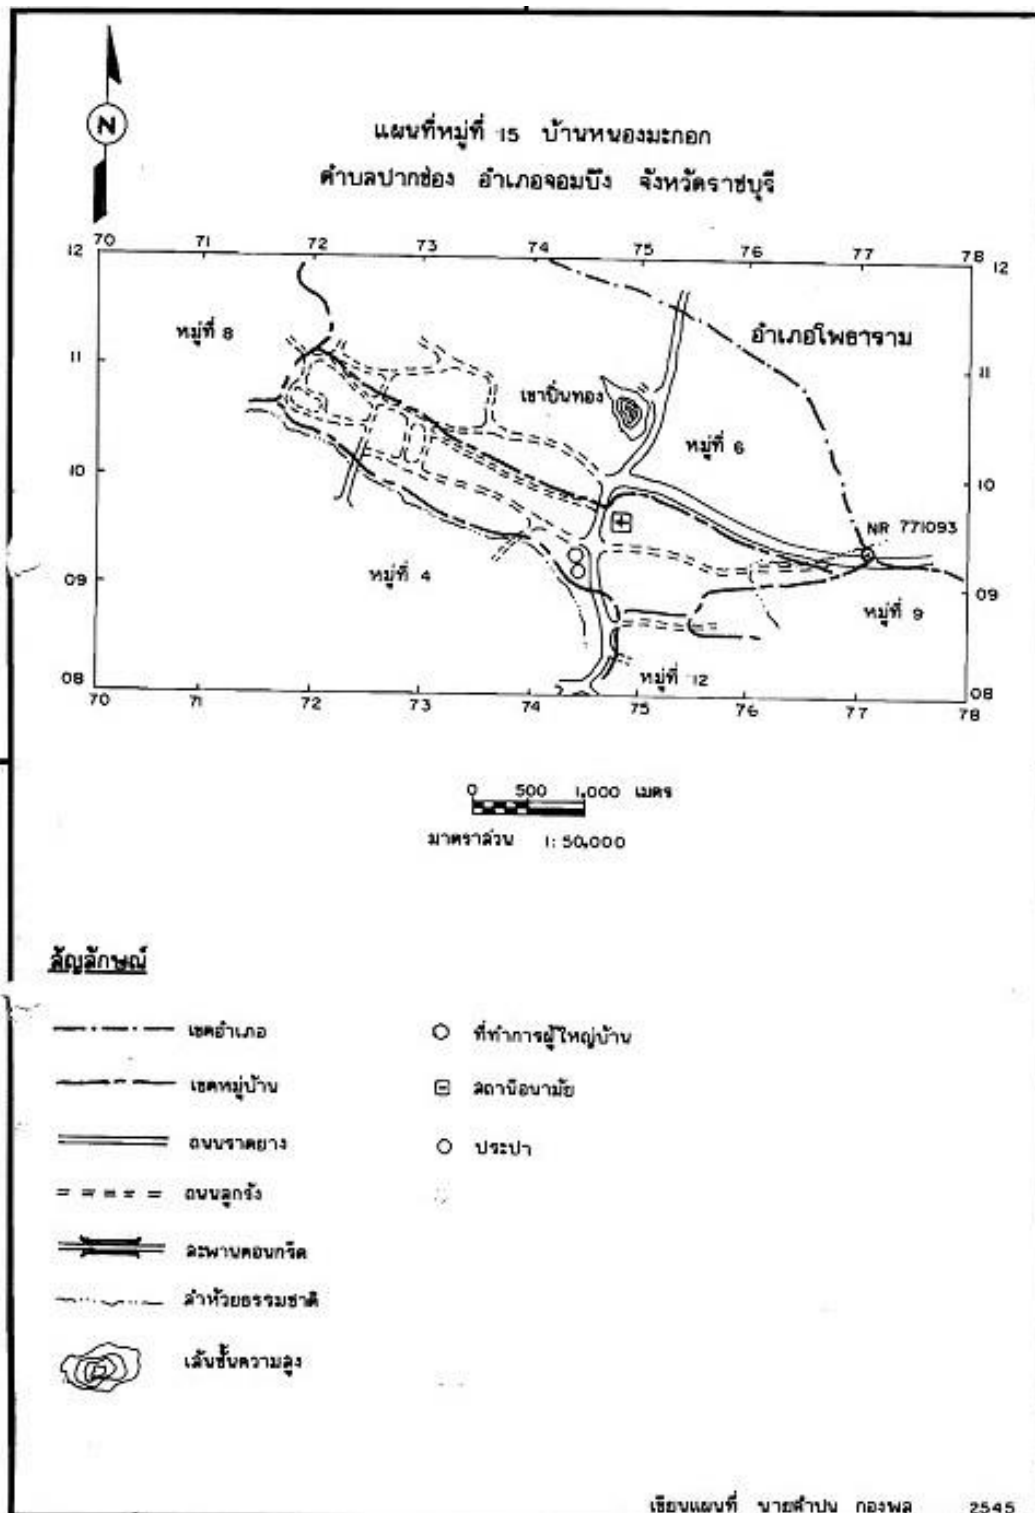 N
แผนที่หมู่ที่ 15 บ้านหนองมะกอก
ตำบลปากช่อง อำเภอจอมบึง จังหวัดราชบุรี
70 71 72 73 74 75 76 77 78
12 12
หมู่ที่ 8
อำเภอโพธาราม
11 11
เขาปิ่นทอง
หมู่ที่ 6
10 10
NR 771093
หมู่ที่ 4
09 09
หมู่ที่ 9
หมู่ที่ 12
08 08
70 71 72 73 74 75 76 77 78
0 500 1,000 เมตร
มาตราส่วน 1:50,000
สัญลักษณ์
เขตอำเภอ
ที่ทำการผู้ใหญ่บ้าน
เขตหมู่บ้าน
สถานีอนามัย
ถนนราดยาง
ประปา
ถนนลูกรัง
สะพานคอนกรีต
ลำห้วยธรรมชาติ
เส้นชั้นความสูง
เขียนแผนที่ นายคำปน กองพล 2545